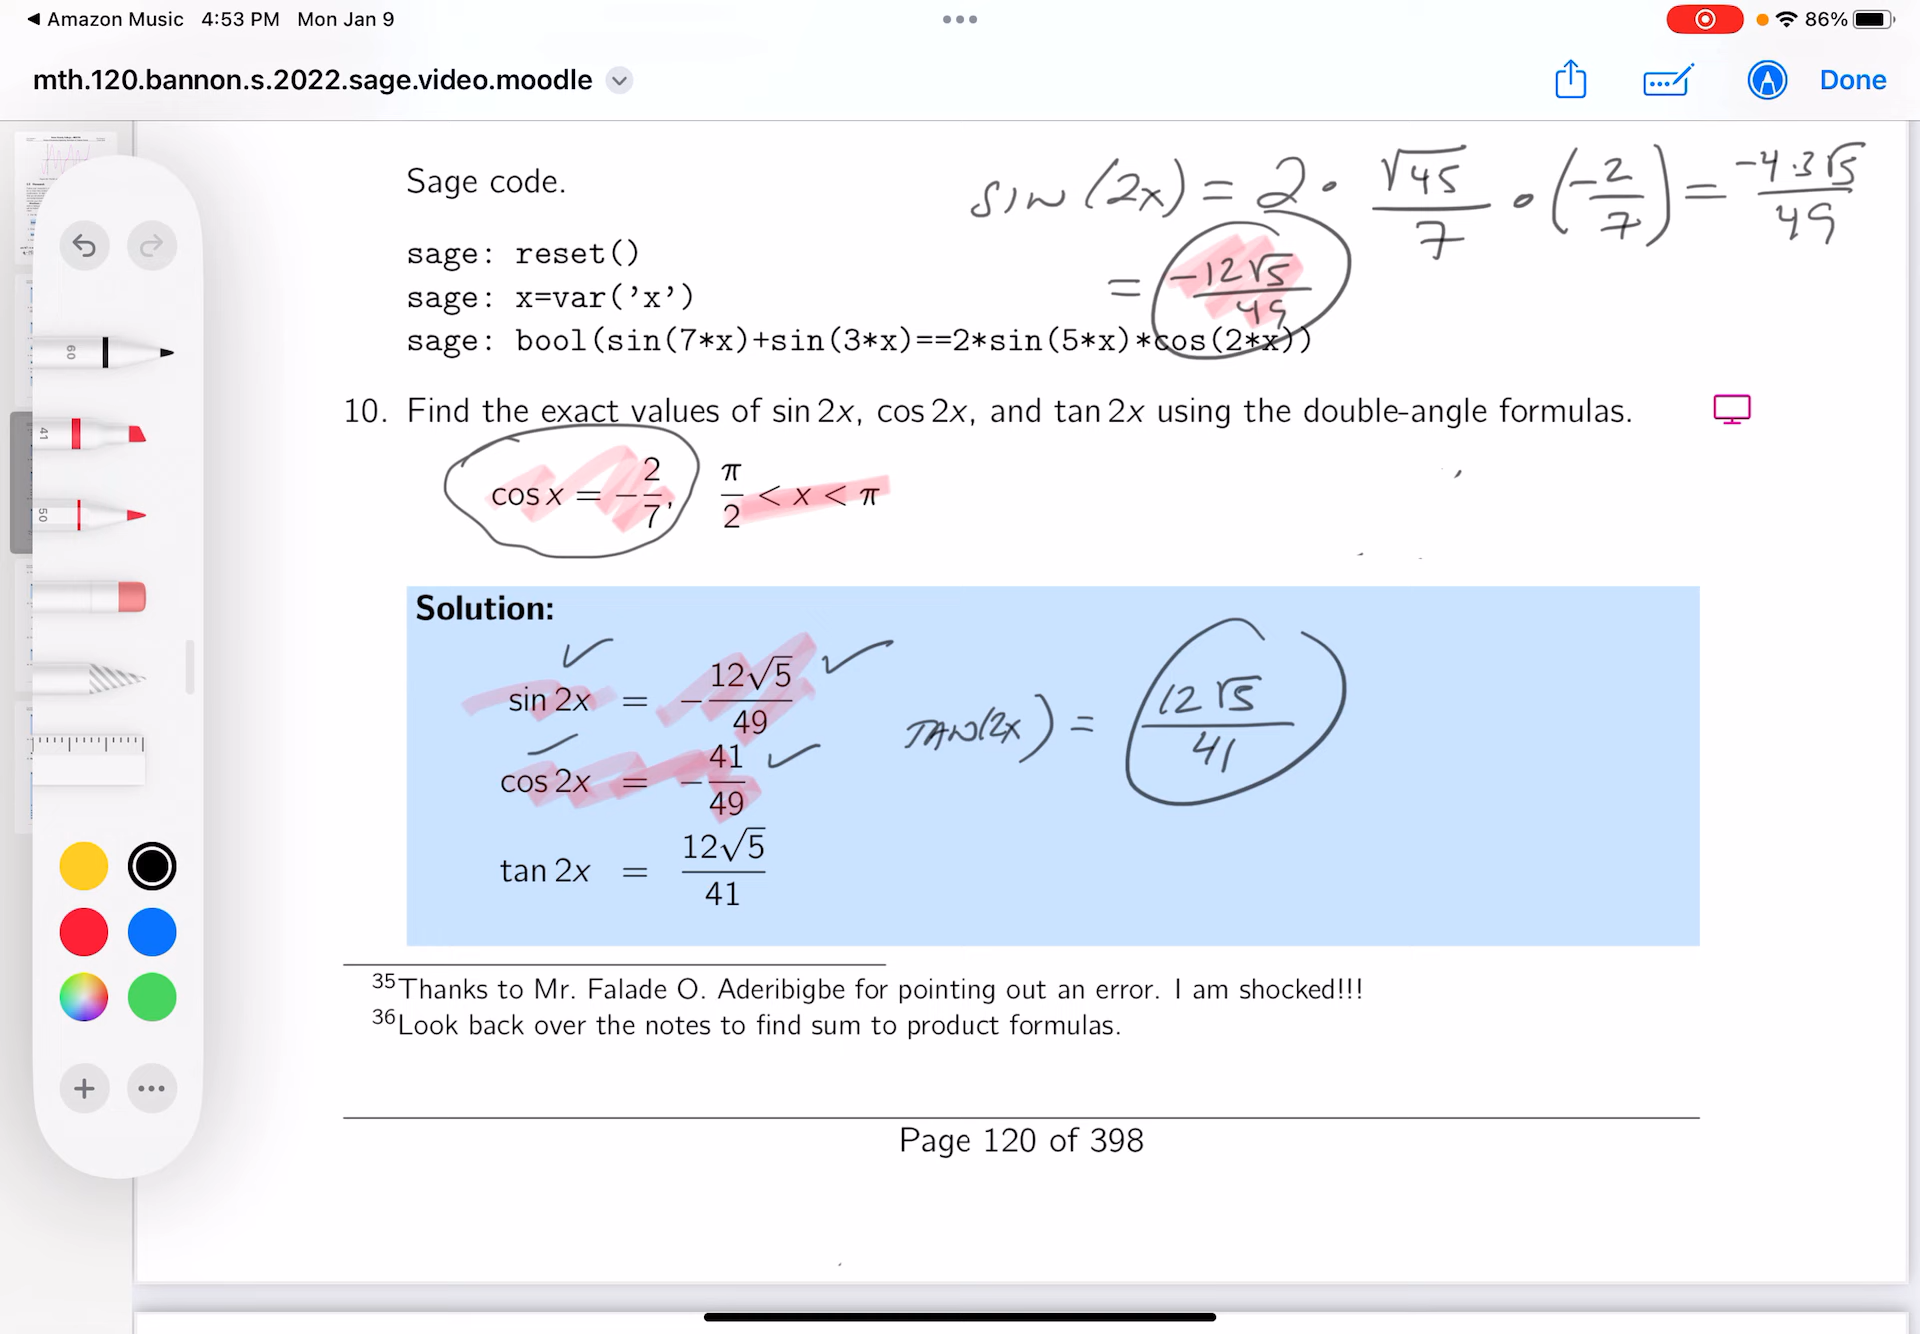 ◀ Amazon Music 4:53 PM Mon Jan 9 86%
mth.120.bannon.s.2022.sage.video.moodle Done
Sage code.
SIN (2x) = 2 · √45/7 · (-2/7) = -4·3√5/49
= -12√5/49
sage: reset()
sage: x=var('x')
sage: bool(sin(7*x)+sin(3*x)==2*sin(5*x)*cos(2*x))
10. Find the exact values of sin 2x, cos 2x, and tan 2x using the double-angle formulas.
cos x = −2/7, π/2 < x < π
Solution:
sin 2x = −12√5/49
cos 2x = −41/49
TAN(2x) = 12√5/41
tan 2x = 12√5/41
35Thanks to Mr. Falade O. Aderibigbe for pointing out an error. I am shocked!!!
36Look back over the notes to find sum to product formulas.
Page 120 of 398
60
41
50